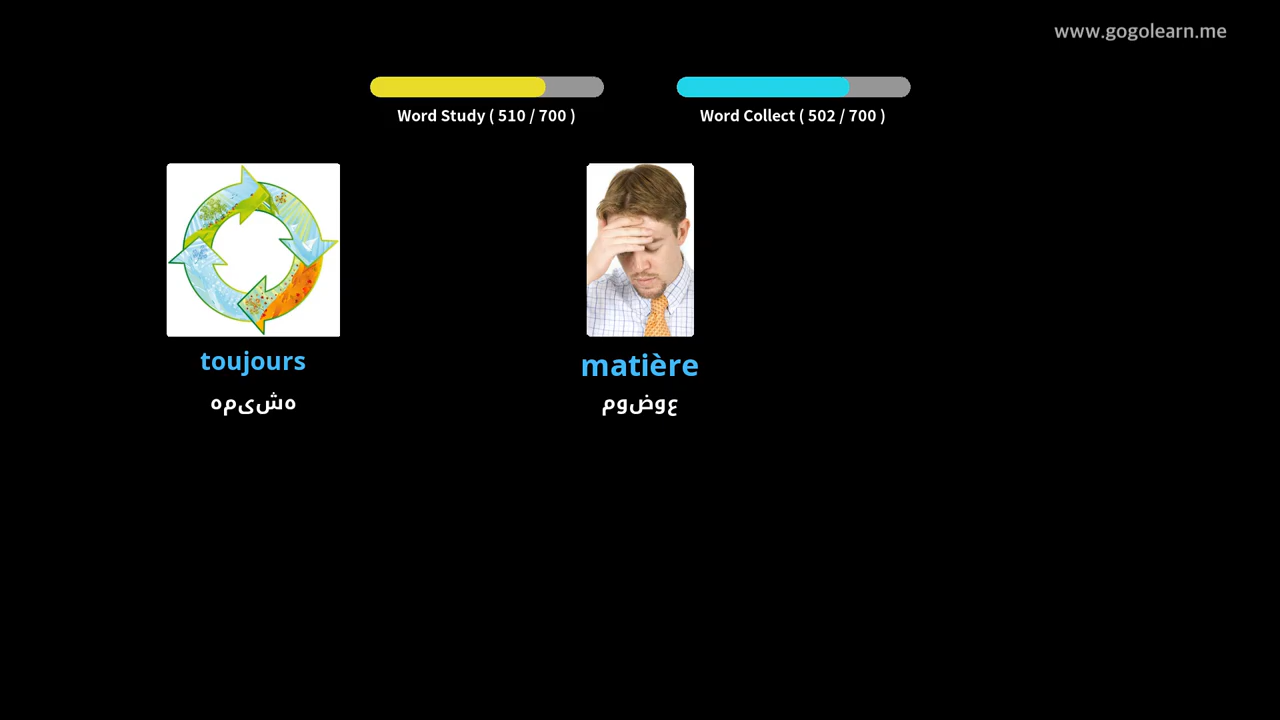 www.gogolearn.me
Word Study ( 510 / 700 )
Word Collect ( 502 / 700 )
toujours
همیشه
matière
موضوع